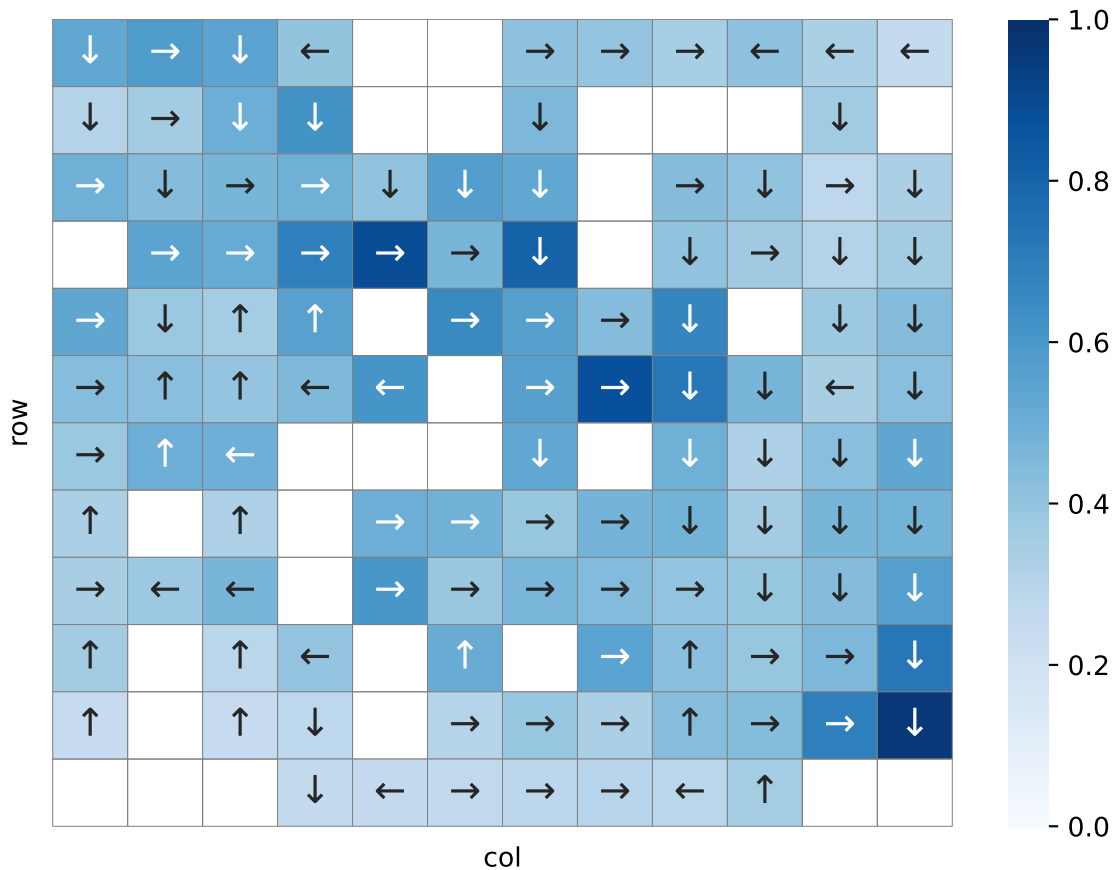 ↓ → ↓ ← → → → ← ← ←
↓ → ↓ ↓ ↓ ↓
→ ↓ → → ↓ ↓ ↓ → ↓ → ↓
→ → → → → ↓ ↓ → ↓ ↓
→ ↓ ↑ ↑ → → → ↓ ↓ ↓
→ ↑ ↑ ← ← → → ↓ ↓ ← ↓
→ ↑ ← ↓ ↓ ↓ ↓ ↓
↑ ↑ → → → → ↓ ↓ ↓ ↓
→ ← ← → → → → → ↓ ↓ ↓
↑ ↑ ← ↑ → ↑ → → ↓
↑ ↑ ↓ → → → ↑ → → ↓
↓ ← → → → ← ↑
row
col
1.0
0.8
0.6
0.4
0.2
0.0